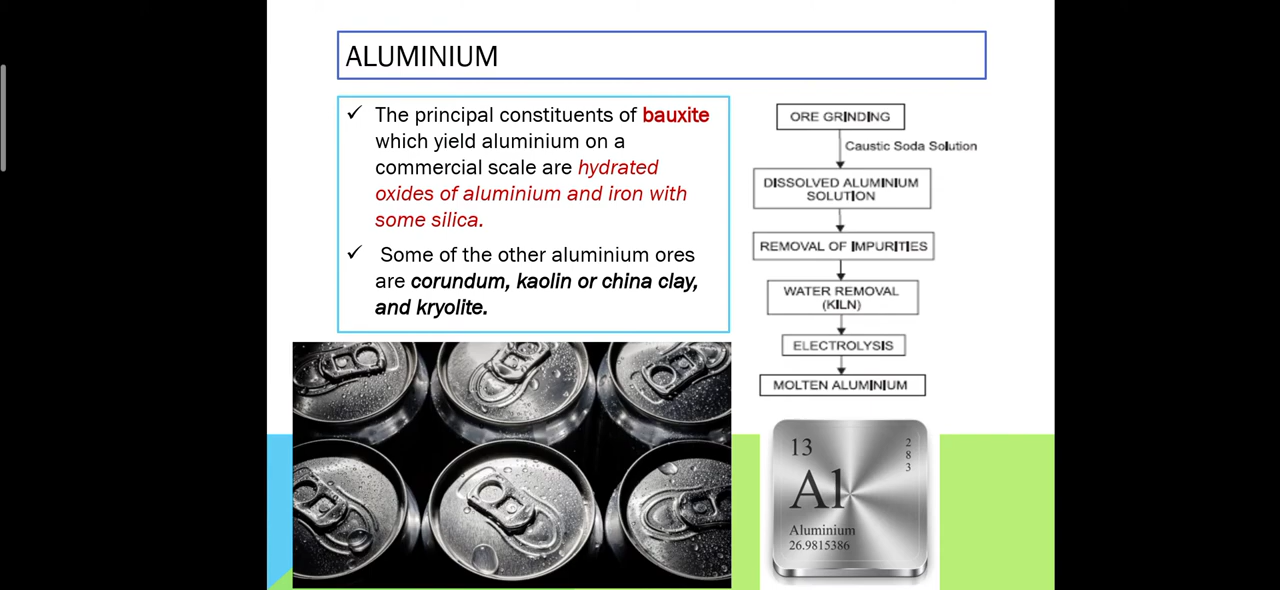 ALUMINIUM
The principal constituents of bauxite
which yield aluminium on a
commercial scale are hydrated
oxides of aluminium and iron with
some silica.
Some of the other aluminium ores
are corundum, kaolin or china clay,
and kryolite.
ORE GRINDING
Caustic Soda Solution
DISSOLVED ALUMINIUM
SOLUTION
REMOVAL OF IMPURITIES
WATER REMOVAL
(KILN)
ELECTROLYSIS
MOLTEN ALUMINIUM
13
2
8
3
Al
Aluminium
26.9815386